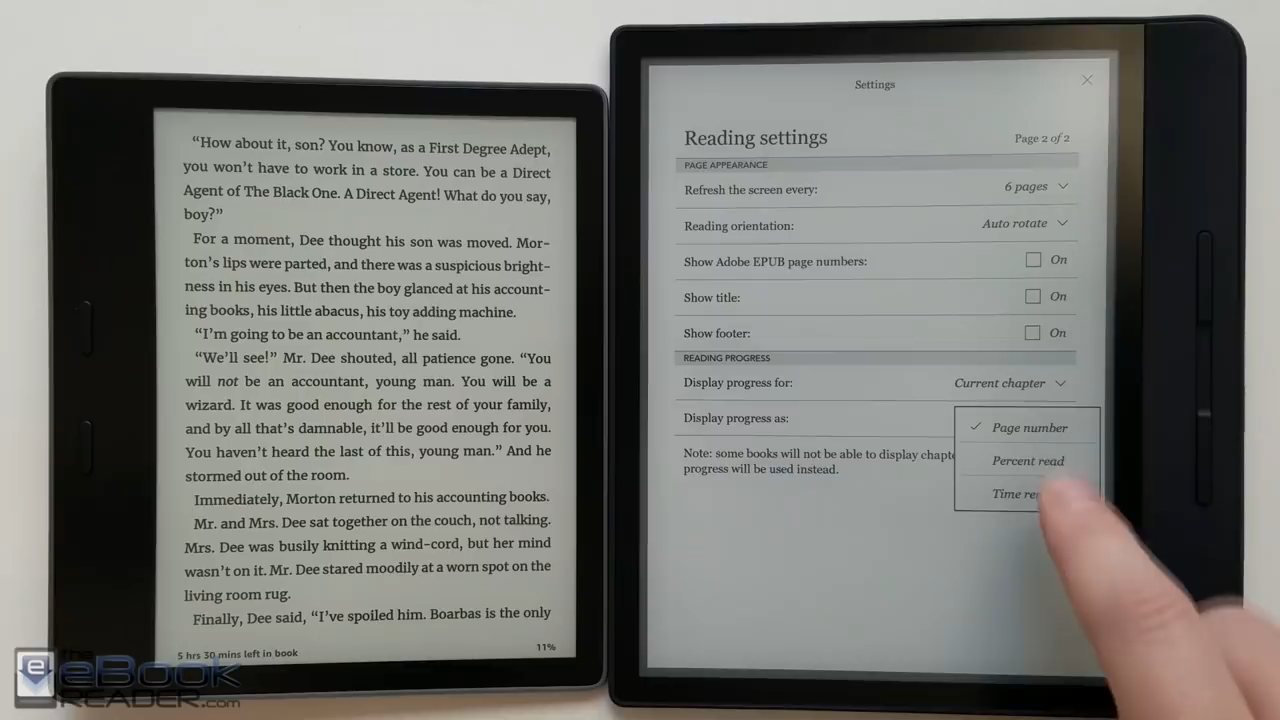 “How about it, son? You know, as a First Degree Adept,
you won’t have to work in a store. You can be a Direct
Agent of The Black One. A Direct Agent! What do you say,
boy?”
For a moment, Dee thought his son was moved. Mor-
ton’s lips were parted, and there was a suspicious bright-
ness in his eyes. But then the boy glanced at his account-
ing books, his little abacus, his toy adding machine.
“I’m going to be an accountant,” he said.
“We’ll see!” Mr. Dee shouted, all patience gone. “You
will not be an accountant, young man. You will be a
wizard. It was good enough for the rest of your family,
and by all that’s damnable, it’ll be good enough for you.
You haven’t heard the last of this, young man.” And he
stormed out of the room.
Immediately, Morton returned to his accounting books.
Mr. and Mrs. Dee sat together on the couch, not talking.
Mrs. Dee was busily knitting a wind-cord, but her mind
wasn’t on it. Mr. Dee stared moodily at a worn spot on the
living room rug.
Finally, Dee said, “I’ve spoiled him. Boarbas is the only
5 hrs 30 mins left in book
11%
the
eBook
READER.com
Settings
Reading settings
Page 2 of 2
PAGE APPEARANCE
Refresh the screen every:
6 pages
Reading orientation:
Auto rotate
Show Adobe EPUB page numbers:
On
Show title:
On
Show footer:
On
READING PROGRESS
Display progress for:
Current chapter
Display progress as:
Page number
Percent read
Time
Note: some books will not be able to display
progress will be used instead.